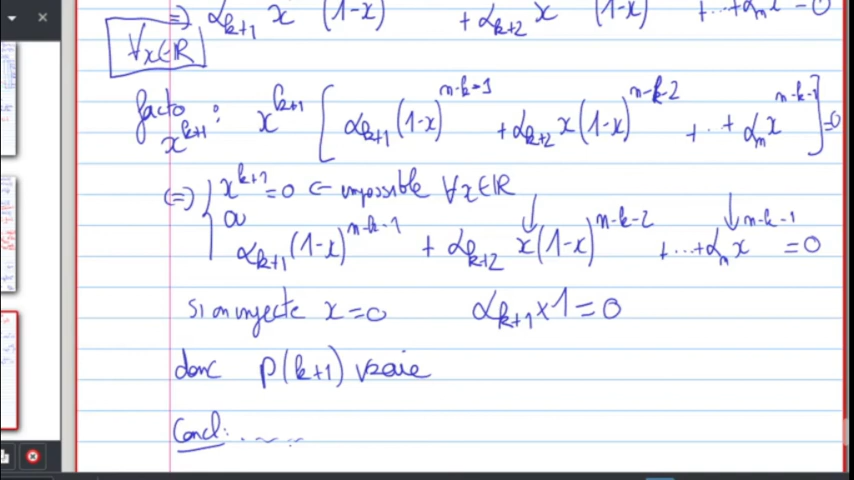 ⇒ α_{k+1} x (1-x) + α_{k+2} x (1-x) +...+α_n x = 0
∀x∈ℝ
facto x^{k+1} : x^{k+1} [ α_{k+1} (1-x)^{n-k-1} + α_{k+2} x(1-x)^{n-k-2} + .. + α_n x^{n-k-1} ] = 0
(=) { x^{k+1} = 0 ← impossible ∀x∈ℝ
ou
α_{k+1} (1-x)^{n-k-1} + α_{k+2} x(1-x)^{n-k-2} +...+ α_n x^{n-k-1} = 0
si on injecte x=0 α_{k+1} × 1 = 0
donc P(k+1) vraie
Concl: .....